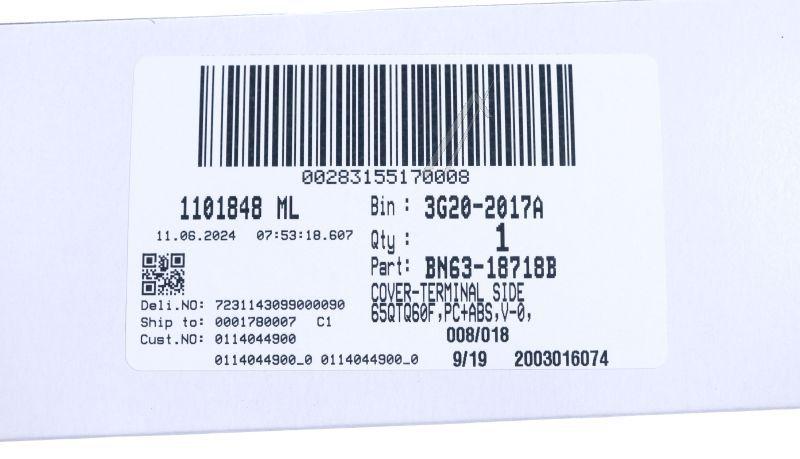 00283155170008
1101848 ML
Bin : 3G20-2017A
11.06.2024 07:53:18.607
Qty : 1
Part: BN63-18718B
COVER-TERMINAL SIDE
65QTQ60F,PC+ABS,V-0,
Deli.NO: 7231143099000090
Ship to: 0001780007 C1
008/018
Cust.NO: 0114044900
0114044900_0 0114044900_0
9/19 2003016074